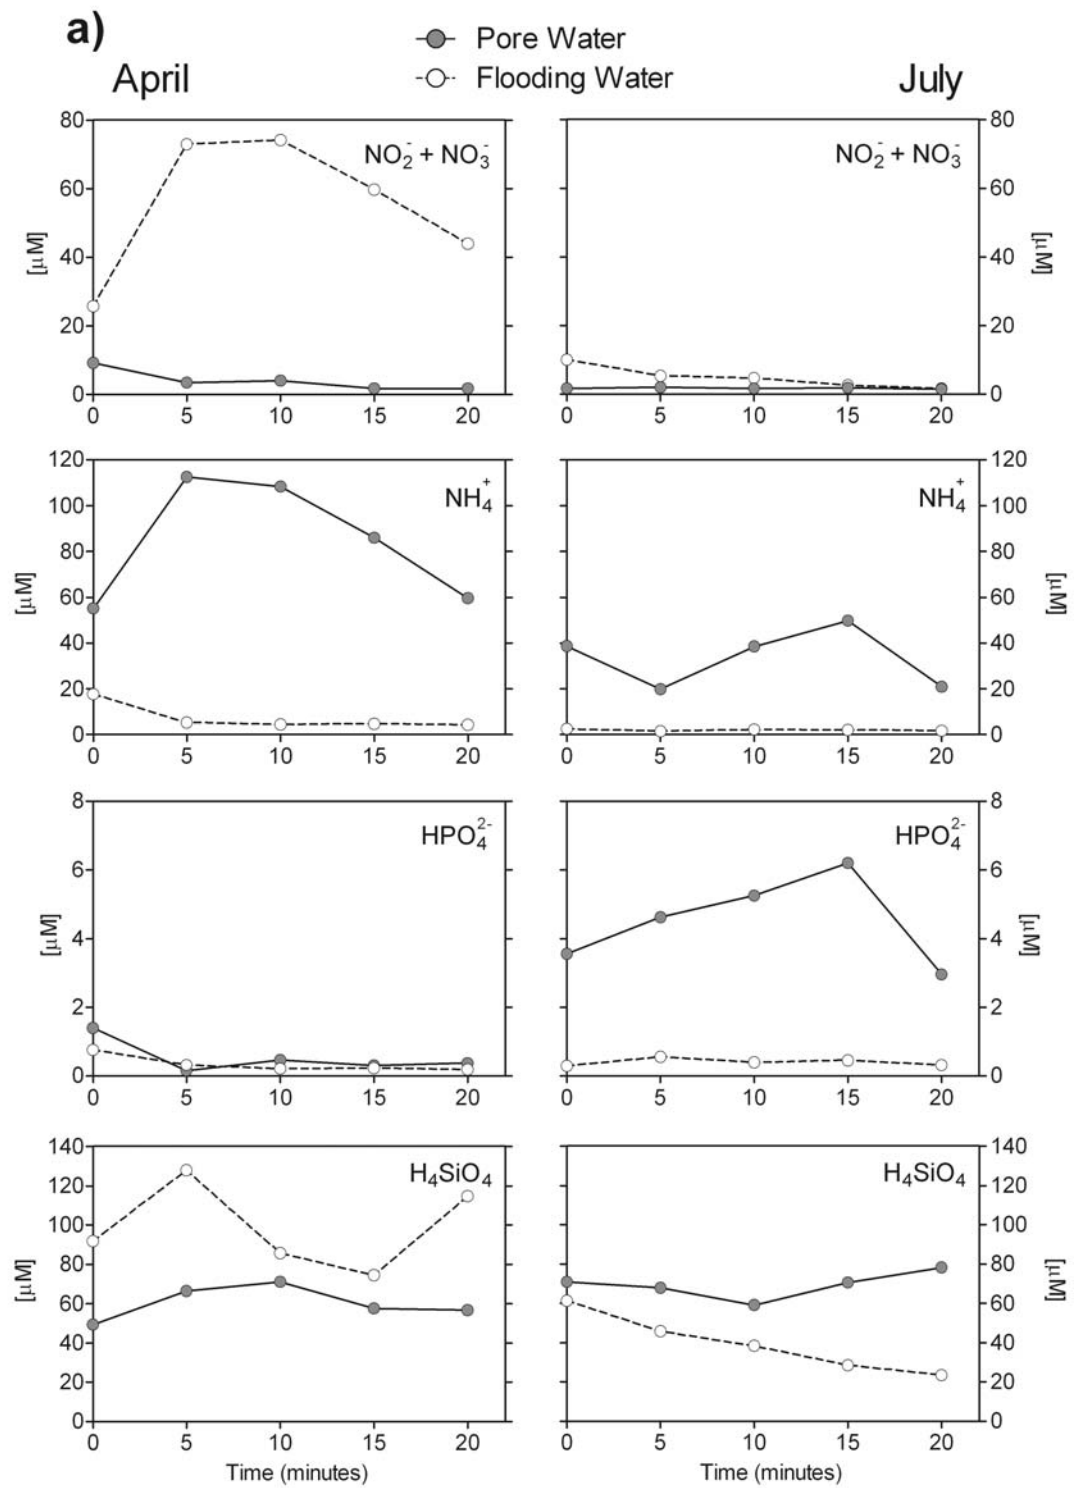 a)
Pore Water
Flooding Water
April
July
80
60
40
20
0
[μM]
NO₂⁻ + NO₃⁻
0 5 10 15 20
NO₂⁻ + NO₃⁻
80
60
40
20
0
[μM]
0 5 10 15 20
120
100
80
60
40
20
0
[μM]
NH₄⁺
0 5 10 15 20
NH₄⁺
120
100
80
60
40
20
0
[μM]
0 5 10 15 20
8
6
4
2
0
[μM]
HPO₄²⁻
0 5 10 15 20
HPO₄²⁻
8
6
4
2
0
[μM]
0 5 10 15 20
140
120
100
80
60
40
20
0
[μM]
H₄SiO₄
0 5 10 15 20
Time (minutes)
H₄SiO₄
140
120
100
80
60
40
20
0
[μM]
0 5 10 15 20
Time (minutes)